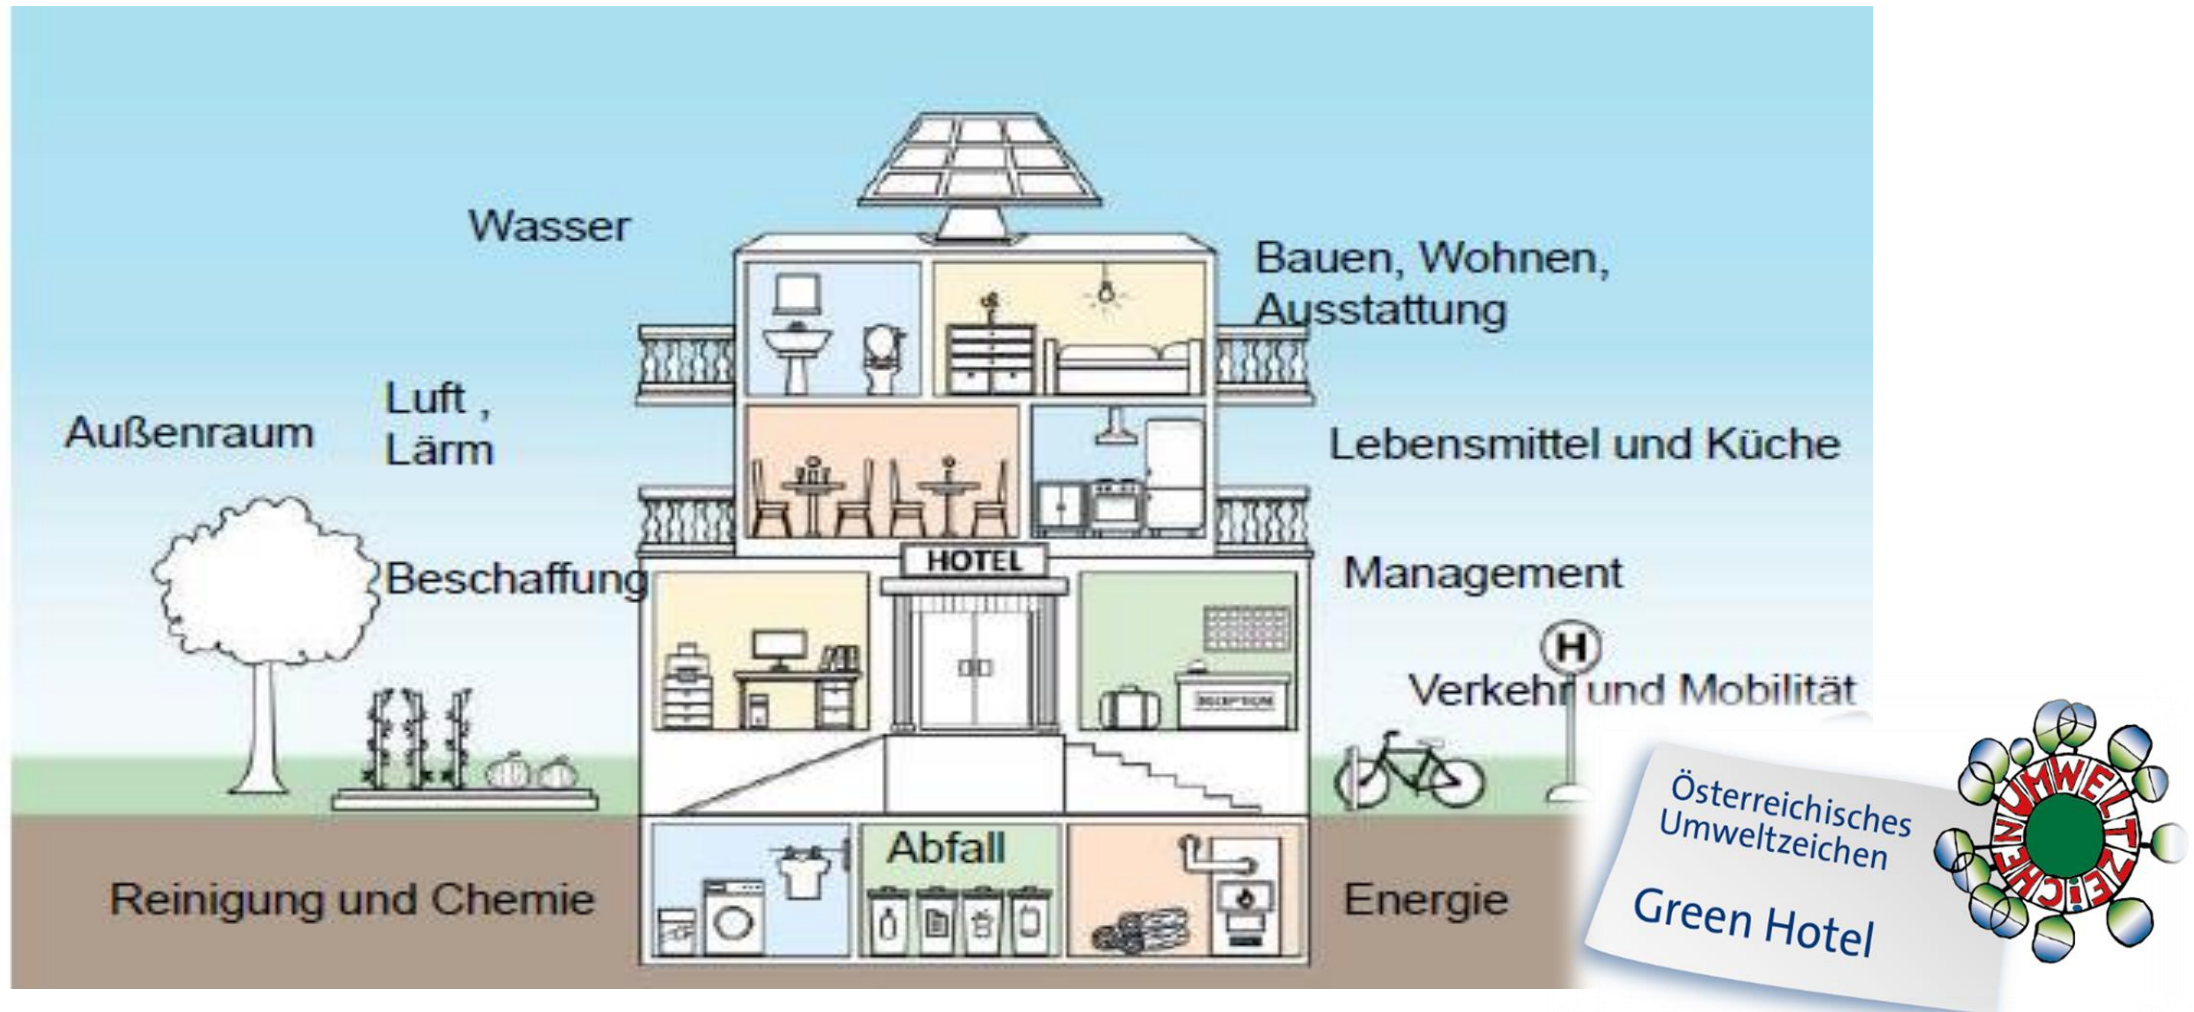 Wasser
Bauen, Wohnen,
Ausstattung
Luft ,
Lärm
Außenraum
Lebensmittel und Küche
HOTEL
Beschaffung
Management
H
Verkehr und Mobilität
RECEPTION
Abfall
Reinigung und Chemie
Energie
Österreichisches
Umweltzeichen
Green Hotel
UMWELTZEiCHEN